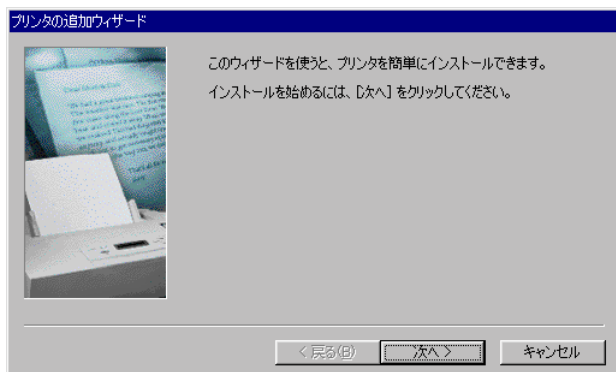 プリンタの追加ウィザード
このウィザードを使うと、プリンタを簡単にインストールできます。
インストールを始めるには、[次へ] をクリックしてください。
< 戻る(B)
次へ >
キャンセル